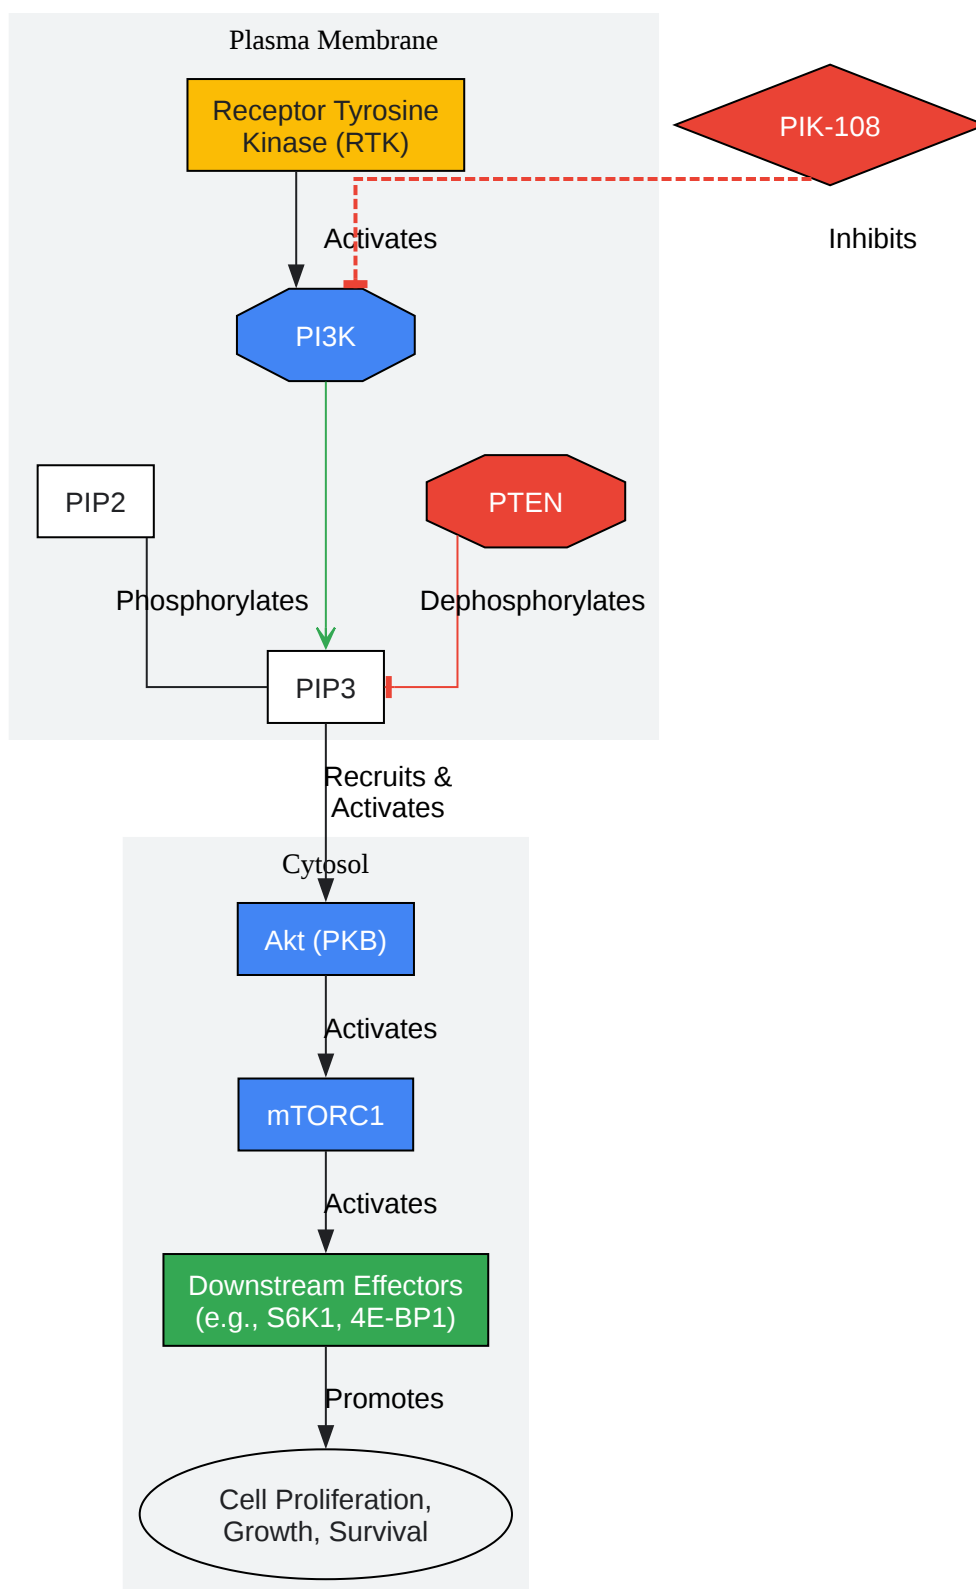 Plasma Membrane
Receptor Tyrosine
Kinase (RTK)
PIK-108
Activates
Inhibits
PI3K
PIP2
PTEN
Phosphorylates
Dephosphorylates
PIP3
Recruits &
Activates
Cytosol
Akt (PKB)
Activates
mTORC1
Activates
Downstream Effectors
(e.g., S6K1, 4E-BP1)
Promotes
Cell Proliferation,
Growth, Survival